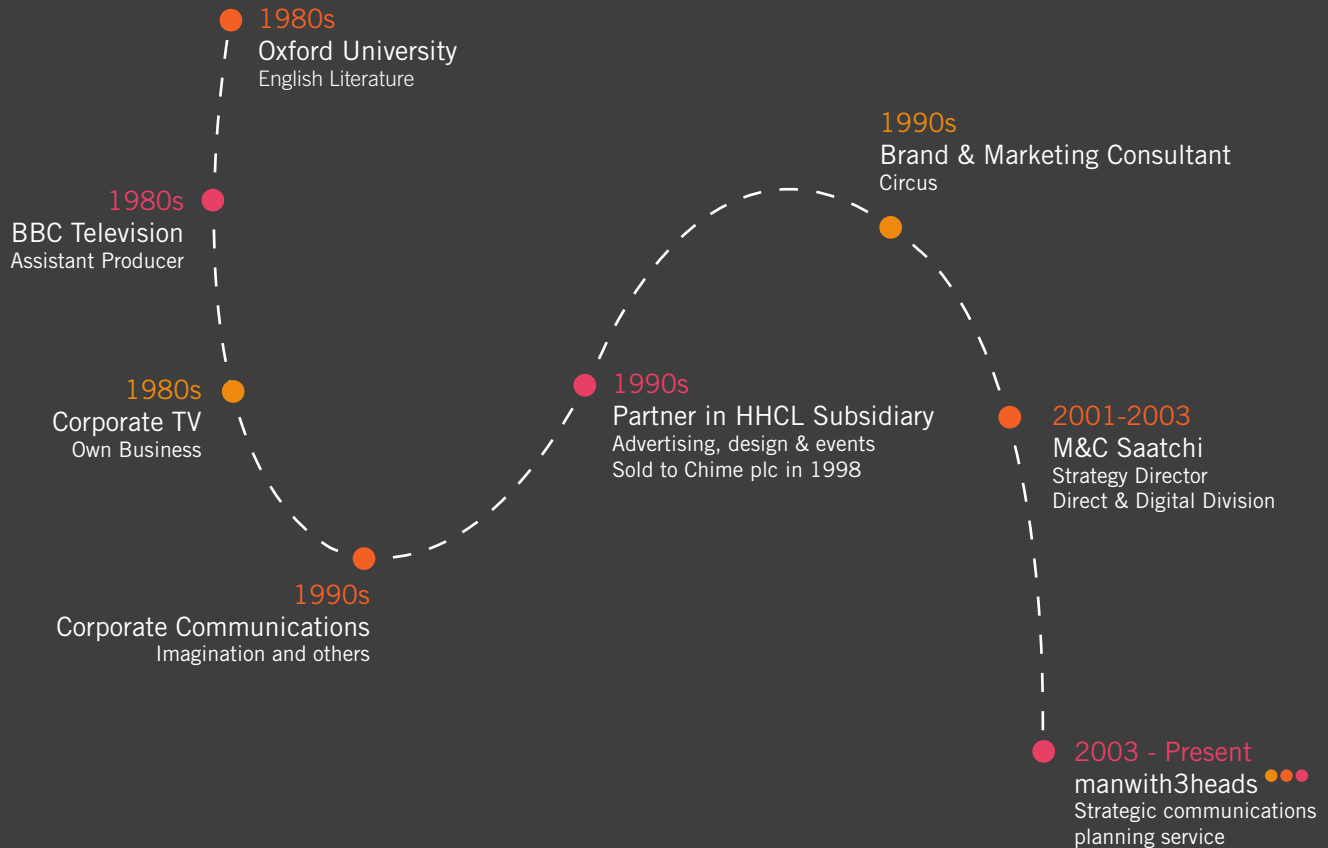 1980s
Oxford University
English Literature
1980s
BBC Television
Assistant Producer
1980s
Corporate TV
Own Business
1990s
Corporate Communications
Imagination and others
1990s
Partner in HHCL Subsidiary
Advertising, design & events
Sold to Chime plc in 1998
1990s
Brand & Marketing Consultant
Circus
2001-2003
M&C Saatchi
Strategy Director
Direct & Digital Division
2003 - Present
manwith3heads
Strategic communications
planning service